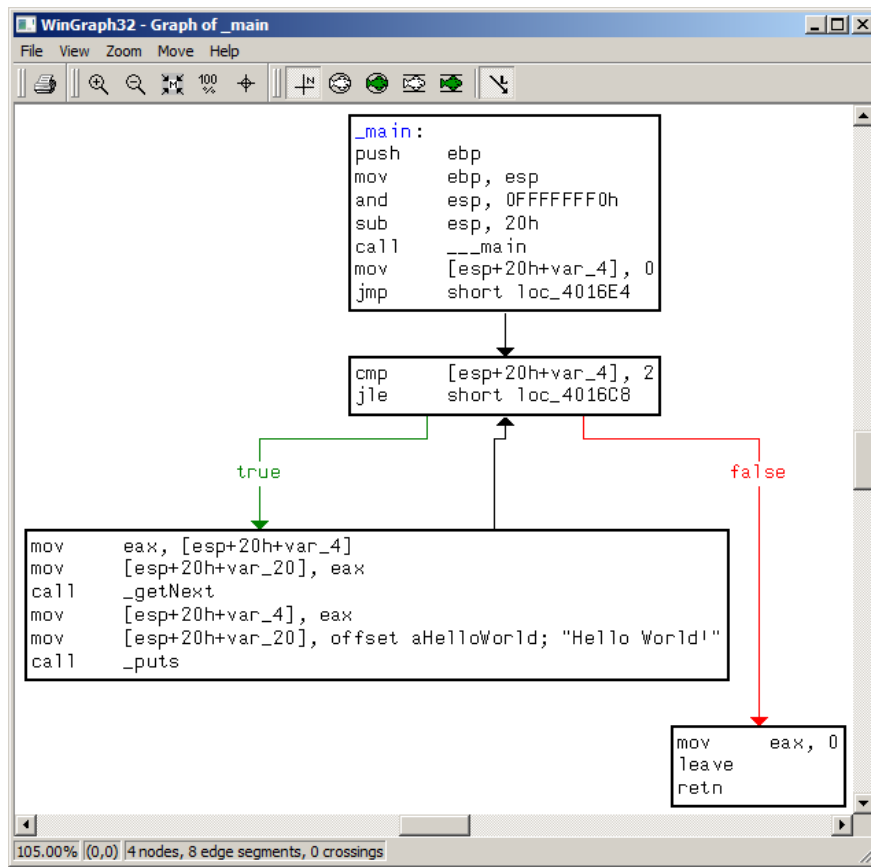 WinGraph32 - Graph of _main
File View Zoom Move Help
100
%
N
_main:
push ebp
mov ebp, esp
and esp, 0FFFFFFF0h
sub esp, 20h
call ___main
mov [esp+20h+var_4], 0
jmp short loc_4016E4
cmp [esp+20h+var_4], 2
jle short loc_4016C8
true
false
mov eax, [esp+20h+var_4]
mov [esp+20h+var_20], eax
call _getNext
mov [esp+20h+var_4], eax
mov [esp+20h+var_20], offset aHelloWorld; "Hello World!"
call _puts
mov eax, 0
leave
retn
105.00% (0,0) 4 nodes, 8 edge segments, 0 crossings